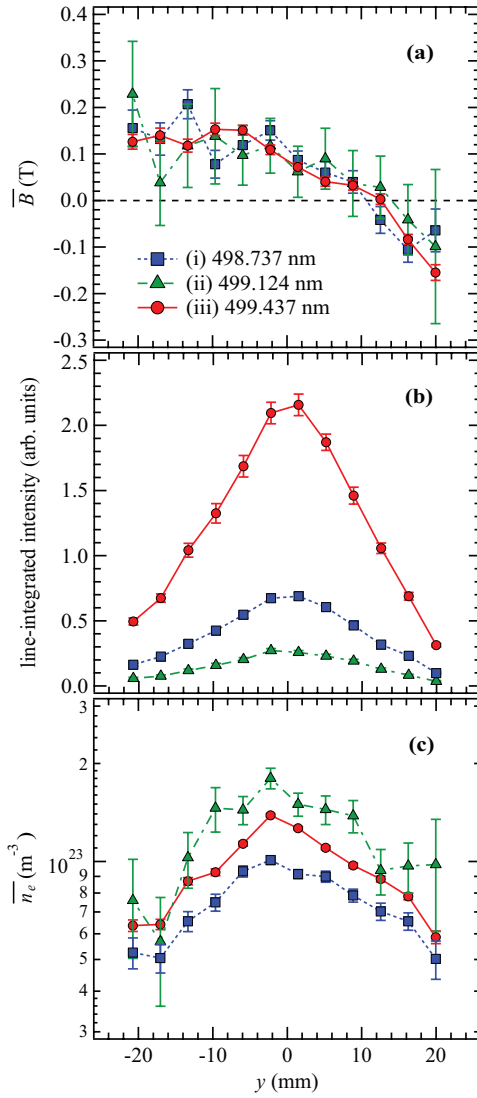 0.4
0.3
0.2
0.1
0.0
-0.1
-0.2
-0.3
B̅ (T)
(a)
(i) 498.737 nm
(ii) 499.124 nm
(iii) 499.437 nm
2.5
2.0
1.5
1.0
0.5
0.0
line-integrated intensity (arb. units)
(b)
3
2
10²³
9
8
7
6
5
4
3
n̅ₑ (m⁻³)
(c)
-20
-10
0
10
20
y (mm)